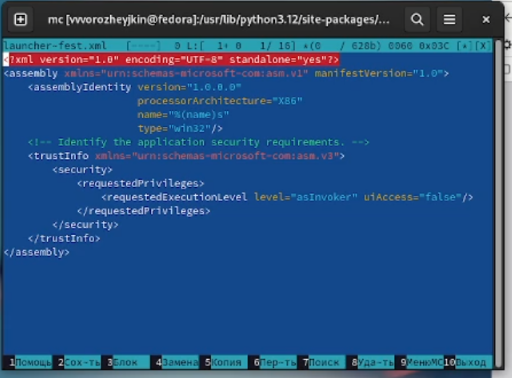 mc [vvvorozheyjkin@fedora]:/usr/lib/python3.12/site-packages/...
launcher-fest.xml [----] 0 L:[ 1+ 0 1/ 16] *(0 / 628b) 0060 0x03C [*][X]
<?xml version="1.0" encoding="UTF-8" standalone="yes"?>
<assembly xmlns="urn:schemas-microsoft-com:asm.v1" manifestVersion="1.0">
<assemblyIdentity version="1.0.0.0"
processorArchitecture="X86"
name="%(name)s"
type="win32"/>
<!-- Identify the application security requirements. -->
<trustInfo xmlns="urn:schemas-microsoft-com:asm.v3">
<security>
<requestedPrivileges>
<requestedExecutionLevel level="asInvoker" uiAccess="false"/>
</requestedPrivileges>
</security>
</trustInfo>
</assembly>
1Помощь 2Сох-ть 3Блок 4Замена 5Копия 6Пер-ть 7Поиск 8Уда-ть 9МенюMC 10Выход